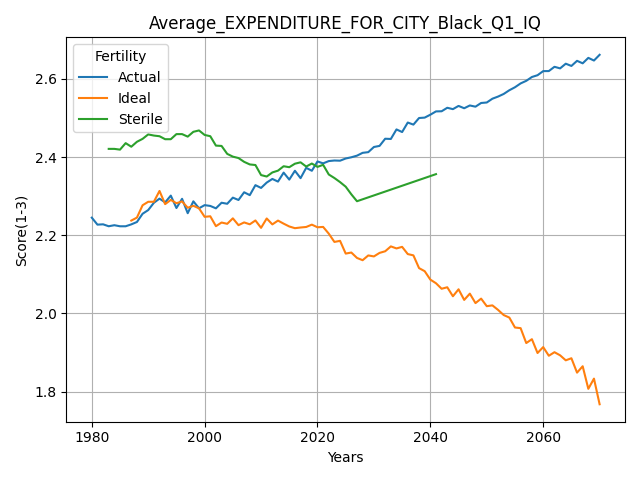 Average_EXPENDITURE_FOR_CITY_Black_Q1_IQ
Fertility
Actual
Ideal
Sterile
Score(1-3)
2.6
2.4
2.2
2.0
1.8
1980
2000
2020
2040
2060
Years